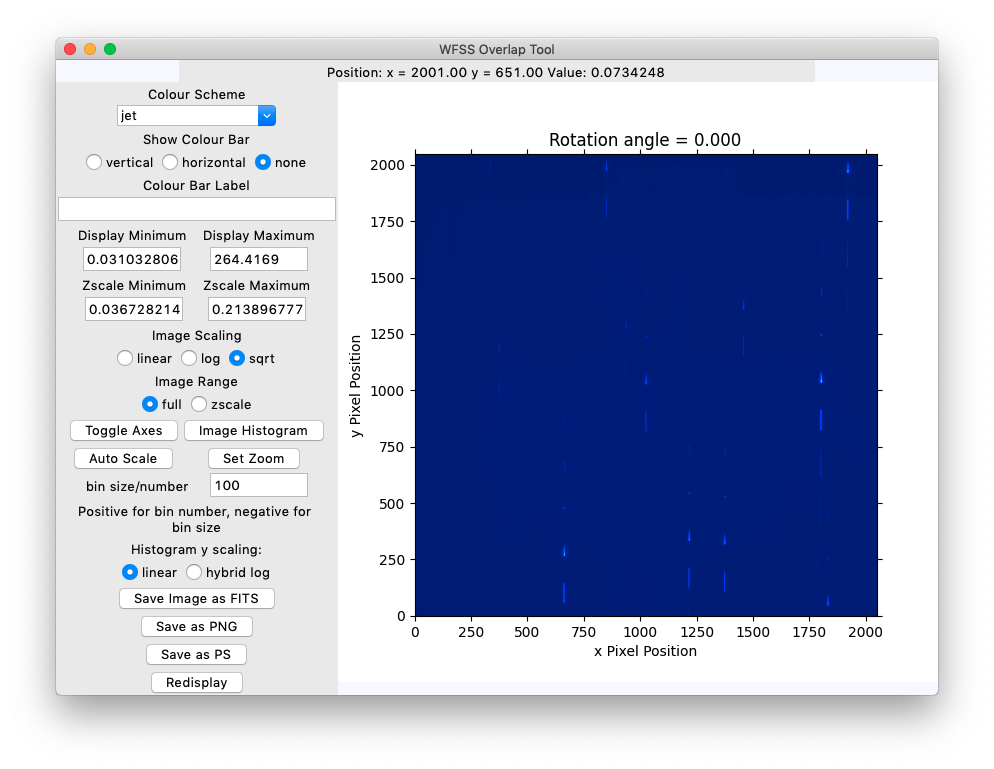 WFSS Overlap Tool
Position: x = 2001.00 y = 651.00 Value: 0.0734248
Colour Scheme
jet
Show Colour Bar
vertical horizontal none
Colour Bar Label
Display Minimum Display Maximum
0.031032806 264.4169
Zscale Minimum Zscale Maximum
0.036728214 0.213896777
Image Scaling
linear log sqrt
Image Range
full zscale
Toggle Axes Image Histogram
Auto Scale Set Zoom
bin size/number 100
Positive for bin number, negative for
bin size
Histogram y scaling:
linear hybrid log
Save Image as FITS
Save as PNG
Save as PS
Redisplay
Rotation angle = 0.000
2000
1750
1500
1250
1000
750
500
250
0
y Pixel Position
0 250 500 750 1000 1250 1500 1750 2000
x Pixel Position